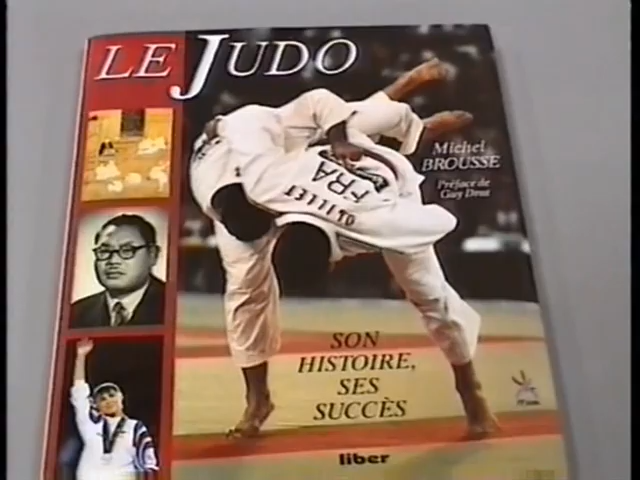 LE JUDO
Michel
BROUSSE
Préface de
Guy Drut
FRA
SON
HISTOIRE,
SES
SUCCÈS
liber